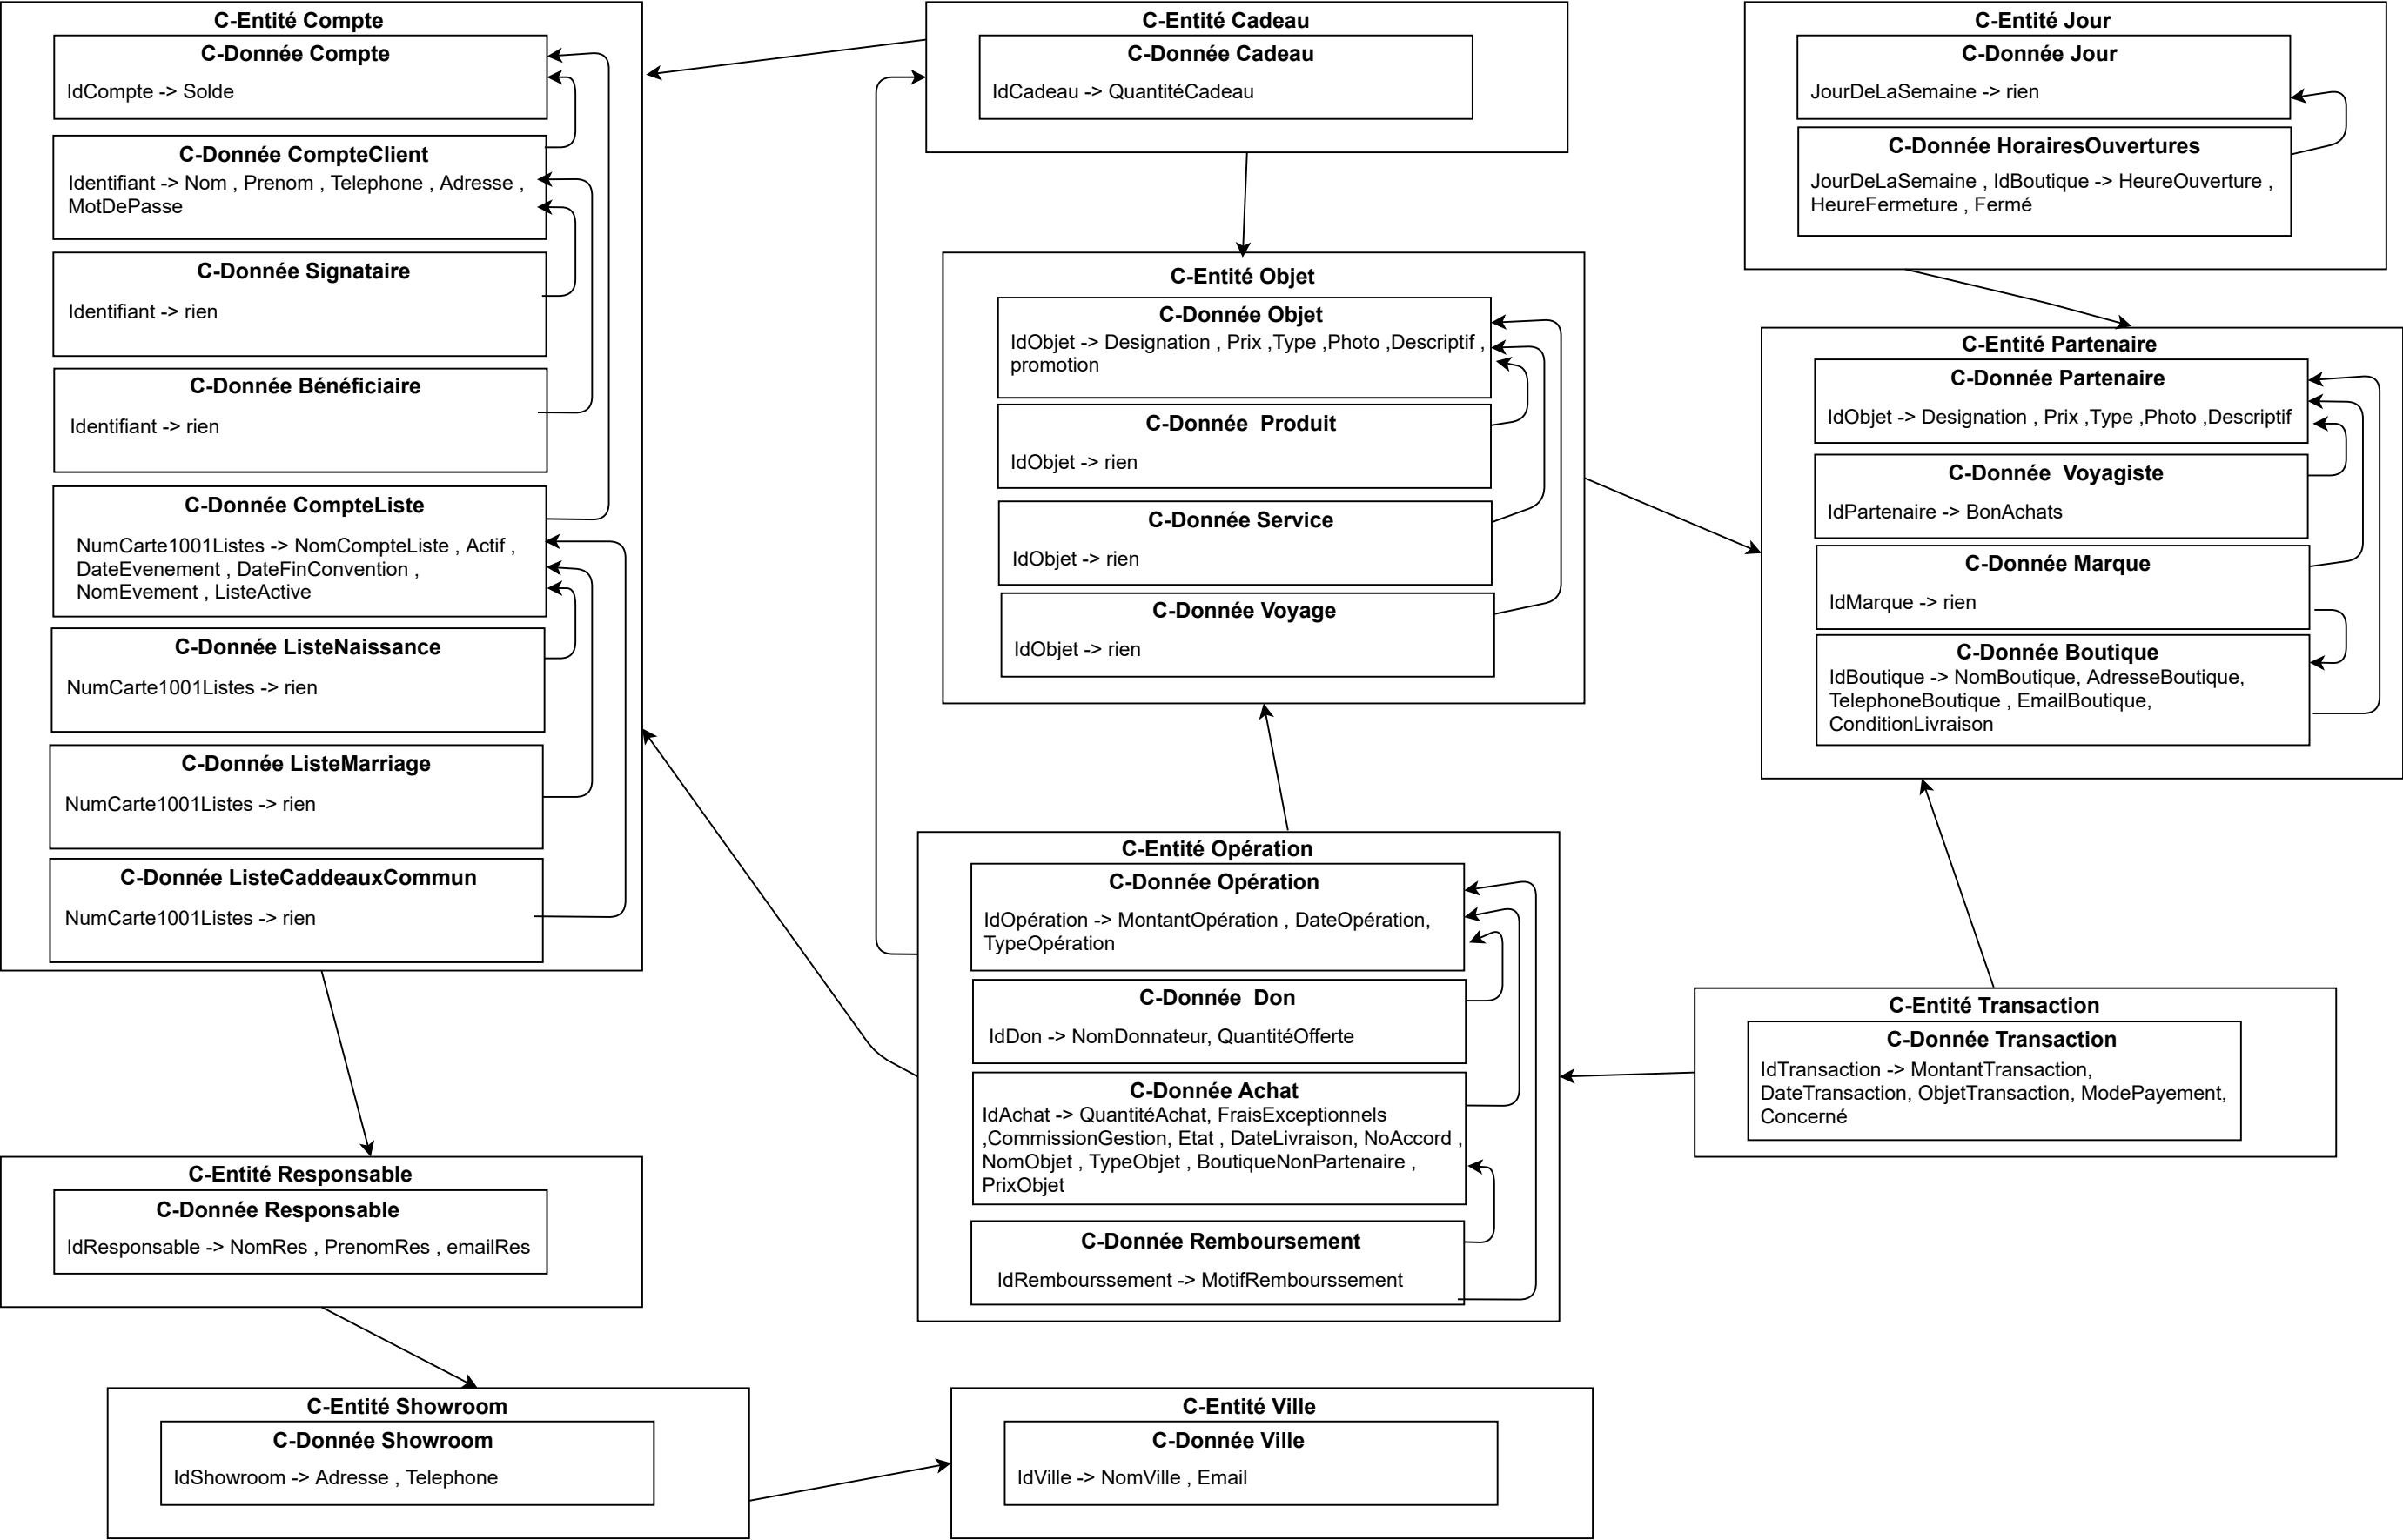 C-Entité Compte
C-Donnée Compte
IdCompte -> Solde
C-Donnée CompteClient
Identifiant -> Nom , Prenom , Telephone , Adresse ,
MotDePasse
C-Donnée Signataire
Identifiant -> rien
C-Donnée Bénéficiaire
Identifiant -> rien
C-Donnée CompteListe
NumCarte1001Listes -> NomCompteListe , Actif ,
DateEvenement , DateFinConvention ,
NomEvement , ListeActive
C-Donnée ListeNaissance
NumCarte1001Listes -> rien
C-Donnée ListeMarriage
NumCarte1001Listes -> rien
C-Donnée ListeCaddeauxCommun
NumCarte1001Listes -> rien
C-Entité Cadeau
C-Donnée Cadeau
IdCadeau -> QuantitéCadeau
C-Entité Jour
C-Donnée Jour
JourDeLaSemaine -> rien
C-Donnée HorairesOuvertures
JourDeLaSemaine , IdBoutique -> HeureOuverture ,
HeureFermeture , Fermé
C-Entité Objet
C-Donnée Objet
IdObjet -> Designation , Prix ,Type ,Photo ,Descriptif ,
promotion
C-Donnée  Produit
IdObjet -> rien
C-Donnée Service
IdObjet -> rien
C-Donnée Voyage
IdObjet -> rien
C-Entité Partenaire
C-Donnée Partenaire
IdObjet -> Designation , Prix ,Type ,Photo ,Descriptif
C-Donnée  Voyagiste
IdPartenaire -> BonAchats
C-Donnée Marque
IdMarque -> rien
C-Donnée Boutique
IdBoutique -> NomBoutique, AdresseBoutique,
TelephoneBoutique , EmailBoutique,
ConditionLivraison
C-Entité Opération
C-Donnée Opération
IdOpération -> MontantOpération , DateOpération,
TypeOpération
C-Donnée  Don
IdDon -> NomDonnateur, QuantitéOfferte
C-Donnée Achat
IdAchat -> QuantitéAchat, FraisExceptionnels
,CommissionGestion, Etat , DateLivraison, NoAccord ,
NomObjet , TypeObjet , BoutiqueNonPartenaire ,
PrixObjet
C-Donnée Remboursement
IdRembourssement -> MotifRembourssement
C-Entité Transaction
C-Donnée Transaction
IdTransaction -> MontantTransaction,
DateTransaction, ObjetTransaction, ModePayement,
Concerné
C-Entité Responsable
C-Donnée Responsable
IdResponsable -> NomRes , PrenomRes , emailRes
C-Entité Showroom
C-Donnée Showroom
IdShowroom -> Adresse , Telephone
C-Entité Ville
C-Donnée Ville
IdVille -> NomVille , Email